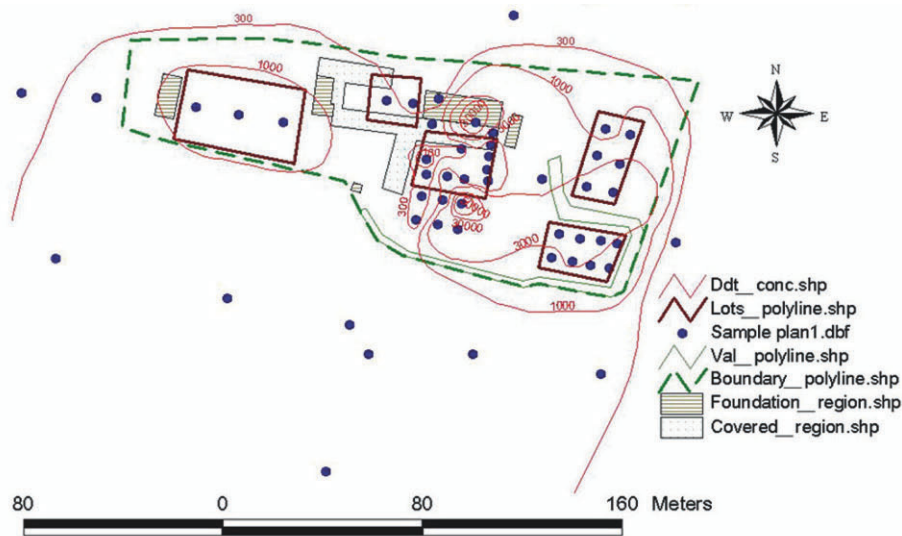 300
300
1000
1000
N
W E
S
300
3000
3000
1000
Ddt__conc.shp
Lots__polyline.shp
Sample plan1.dbf
Val__polyline.shp
Boundary__polyline.shp
Foundation__region.shp
Covered__region.shp
80 0 80 160 Meters